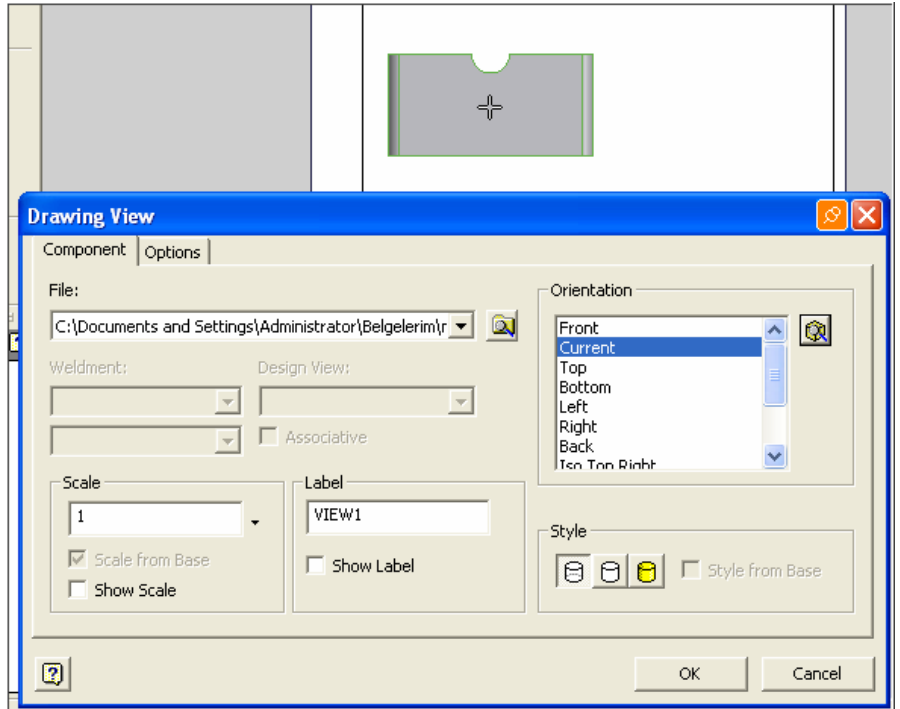 Drawing View
Component
Options
File:
C:\Documents and Settings\Administrator\Belgelerim\r
Weldment:
Design View:
Associative
Scale
1
Scale from Base
Show Scale
Label
VIEW1
Show Label
Orientation
Front
Current
Top
Bottom
Left
Right
Back
Iso Top Right
Style
Style from Base
OK
Cancel